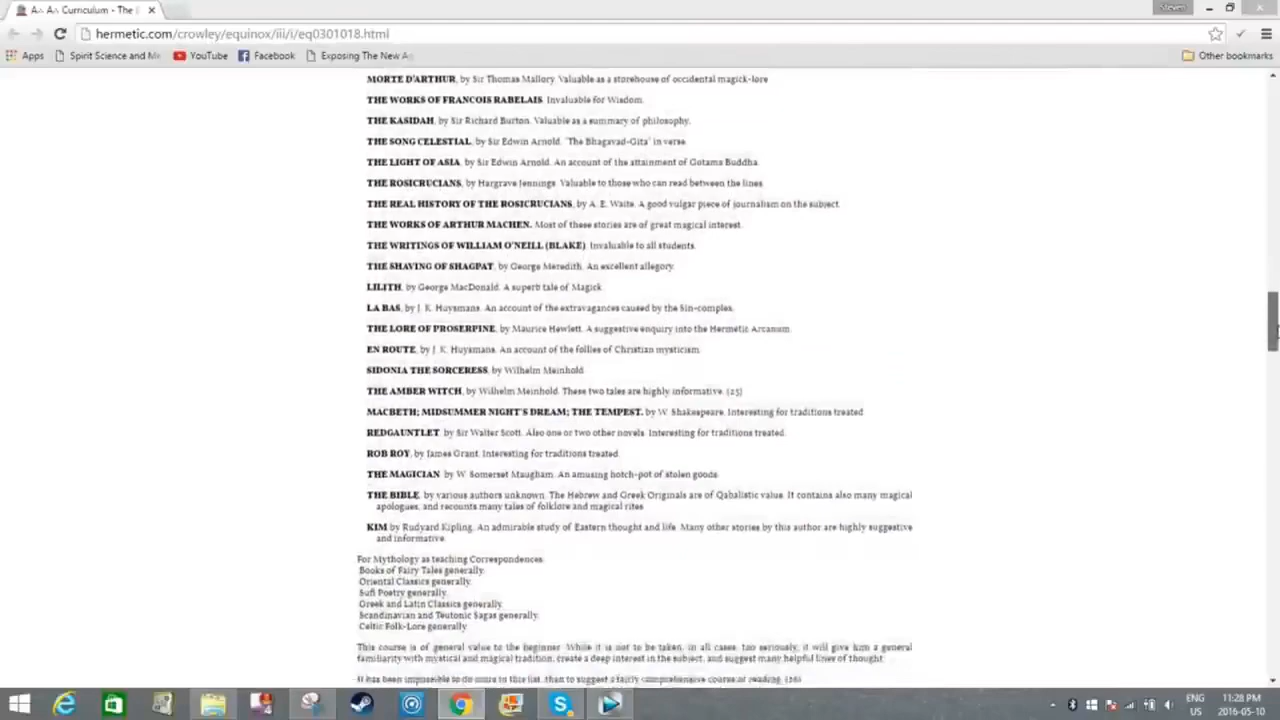 A∴ A∴ Curriculum - The
Steven
hermetic.com/crowley/equinox/iii/i/eq0301018.html
Apps Spirit Science and Me YouTube Facebook Exposing The New Ag Other bookmarks
MORTE D'ARTHUR, by Sir Thomas Mallory. Valuable as a storehouse of occidental magick-lore
THE WORKS OF FRANCOIS RABELAIS. Invaluable for Wisdom.
THE KASIDAH, by Sir Richard Burton. Valuable as a summary of philosophy.
THE SONG CELESTIAL, by Sir Edwin Arnold. "The Bhagavad-Gita" in verse.
THE LIGHT OF ASIA, by Sir Edwin Arnold. An account of the attainment of Gotama Buddha.
THE ROSICRUCIANS, by Hargrave Jennings. Valuable to those who can read between the lines.
THE REAL HISTORY OF THE ROSICRUCIANS, by A. E. Waite. A good vulgar piece of journalism on the subject.
THE WORKS OF ARTHUR MACHEN. Most of these stories are of great magical interest.
THE WRITINGS OF WILLIAM O'NEILL (BLAKE). Invaluable to all students.
THE SHAVING OF SHAGPAT, by George Meredith. An excellent allegory.
LILITH, by George MacDonald. A superb tale of Magick.
LA BAS, by J. K. Huysmans. An account of the extravagances caused by the Sin-complex.
THE LORE OF PROSERPINE, by Maurice Hewlett. A suggestive enquiry into the Hermetic Arcanum.
EN ROUTE, by J. K. Huysmans. An account of the follies of Christian mysticism.
SIDONIA THE SORCERESS, by Wilhelm Meinhold.
THE AMBER WITCH, by Wilhelm Meinhold. These two tales are highly informative. {25}
MACBETH; MIDSUMMER NIGHT'S DREAM; THE TEMPEST. by W. Shakespeare. Interesting for traditions treated.
REDGAUNTLET, by Sir Walter Scott. Also one or two other novels. Interesting for traditions treated.
ROB ROY, by James Grant. Interesting for traditions treated.
THE MAGICIAN, by W. Somerset Maugham. An amusing hotch-pot of stolen goods.
THE BIBLE, by various authors unknown. The Hebrew and Greek Originals are of Qabalistic value. It contains also many magical
apologues, and recounts many tales of folklore and magical rites.
KIM by Rudyard Kipling. An admirable study of Eastern thought and life. Many other stories by this author are highly suggestive
and informative.
For Mythology as teaching Correspondences:
Books of Fairy Tales generally.
Oriental Classics generally.
Sufi Poetry generally.
Greek and Latin Classics generally.
Scandinavian and Teutonic Sagas generally.
Celtic Folk-Lore generally.
This course is of general value to the beginner. While it is not to be taken, in all cases, too seriously, it will give him a general
familiarity with mystical and magical tradition, create a deep interest in the subject, and suggest many helpful lines of thought.
It has been impossible to do more in this list, than to suggest a fairly comprehensive course of reading. {26}
ENG 11:28 PM
US 2016-05-10